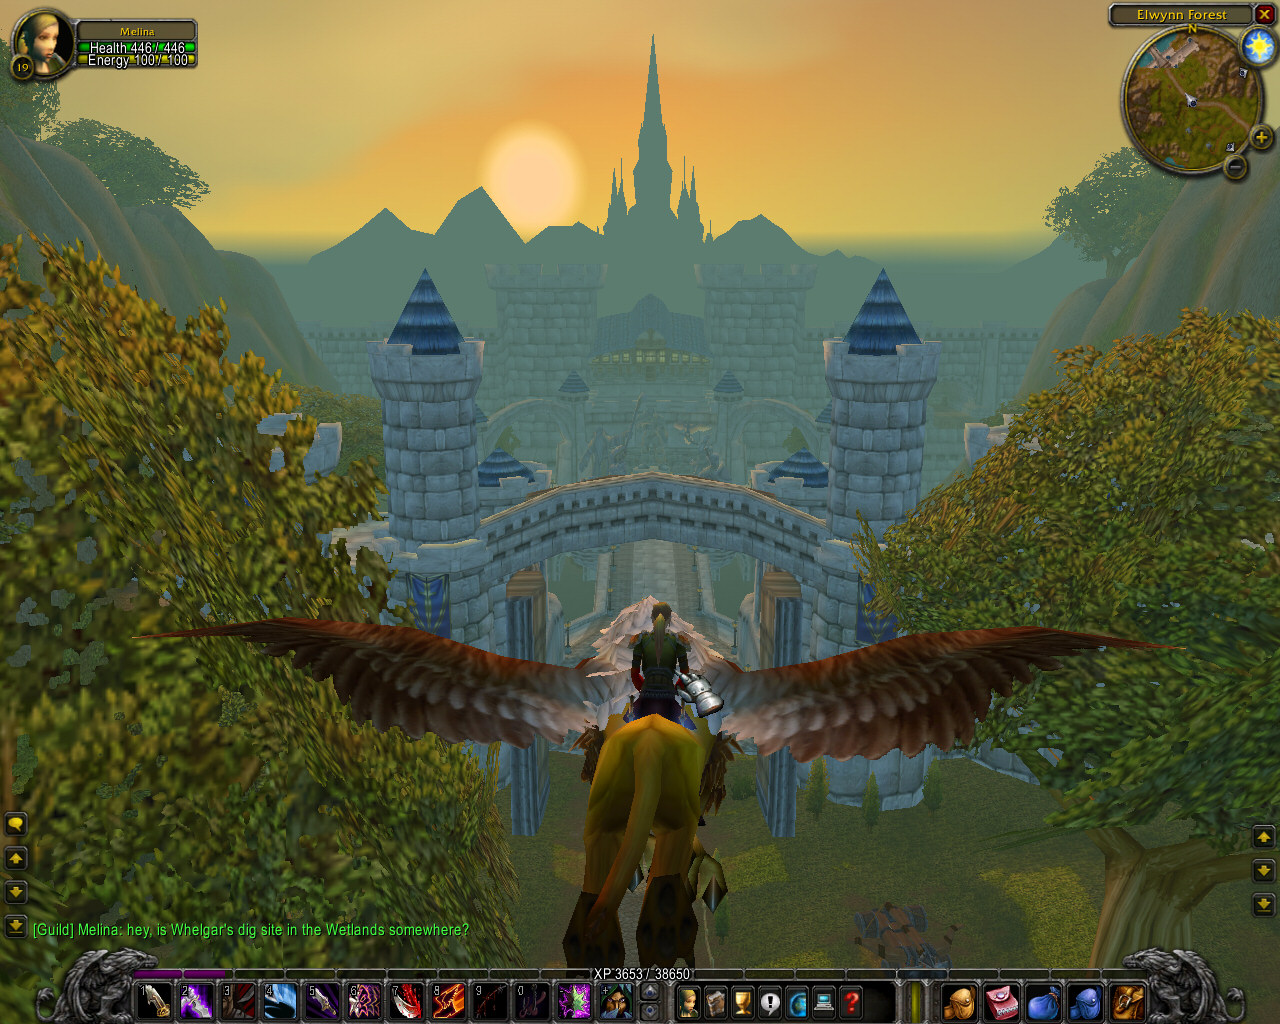 Melina
Health 446 / 446
Energy 100 / 100
19
Elwynn Forest
N
[Guild] Melina: hey, is Whelgar's dig site in the Wetlands somewhere?
XP 3653 / 38650
1 2 3 4 5 6 7 8 9 0 - +